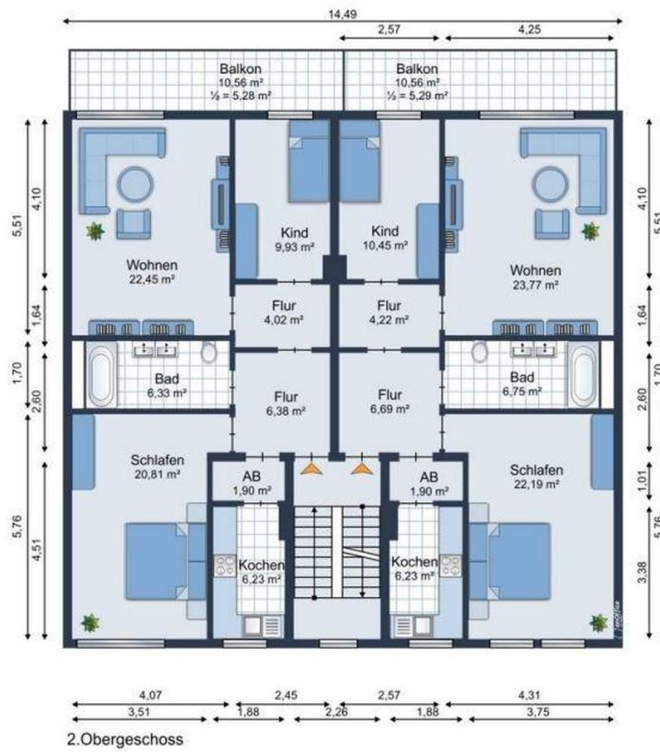 14,49
2,57 4,25
Balkon
10,56 m²
½ = 5,28 m²
Balkon
10,56 m²
½ = 5,29 m²
5,51
4,10
1,64
1,70
2,60
5,76
4,51
Wohnen
22,45 m²
Kind
9,93 m²
Kind
10,45 m²
Wohnen
23,77 m²
4,10
5,51
1,64
1,70
2,60
1,01
5,76
3,38
Flur
4,02 m²
Flur
4,22 m²
Bad
6,33 m²
Flur
6,38 m²
Flur
6,69 m²
Bad
6,75 m²
Schlafen
20,81 m²
AB
1,90 m²
AB
1,90 m²
Schlafen
22,19 m²
Kochen
6,23 m²
Kochen
6,23 m²
4,07 2,45 2,57 4,31
3,51 1,88 2,26 1,88 3,75
2.Obergeschoss